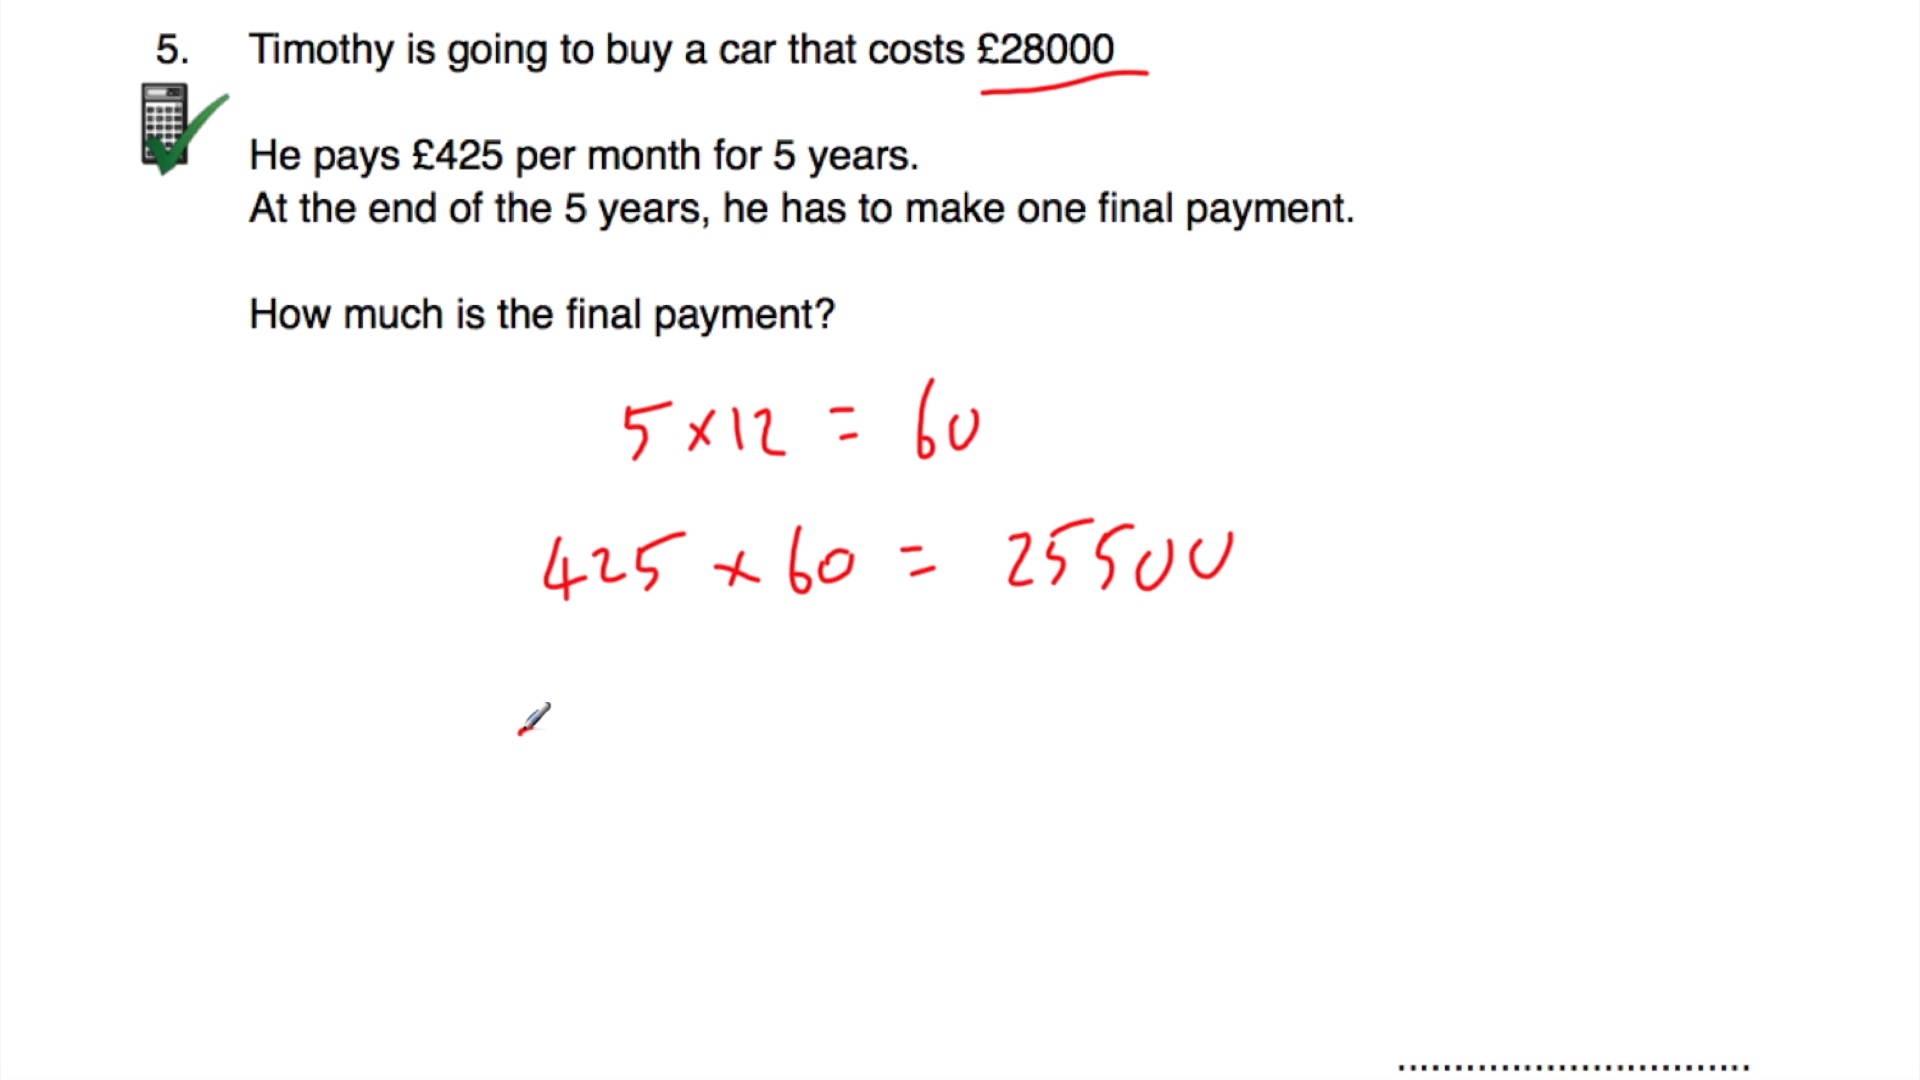 5. Timothy is going to buy a car that costs £28000
He pays £425 per month for 5 years.
At the end of the 5 years, he has to make one final payment.
How much is the final payment?
5 × 12 = 60
425 × 60 = 25500
..............................